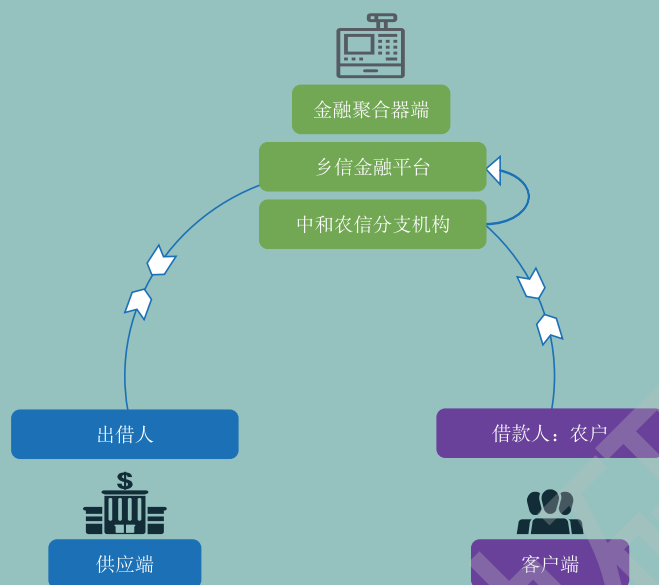 金融聚合器端
乡信金融平台
中和农信分支机构
出借人
借款人：农户
$
供应端
客户端